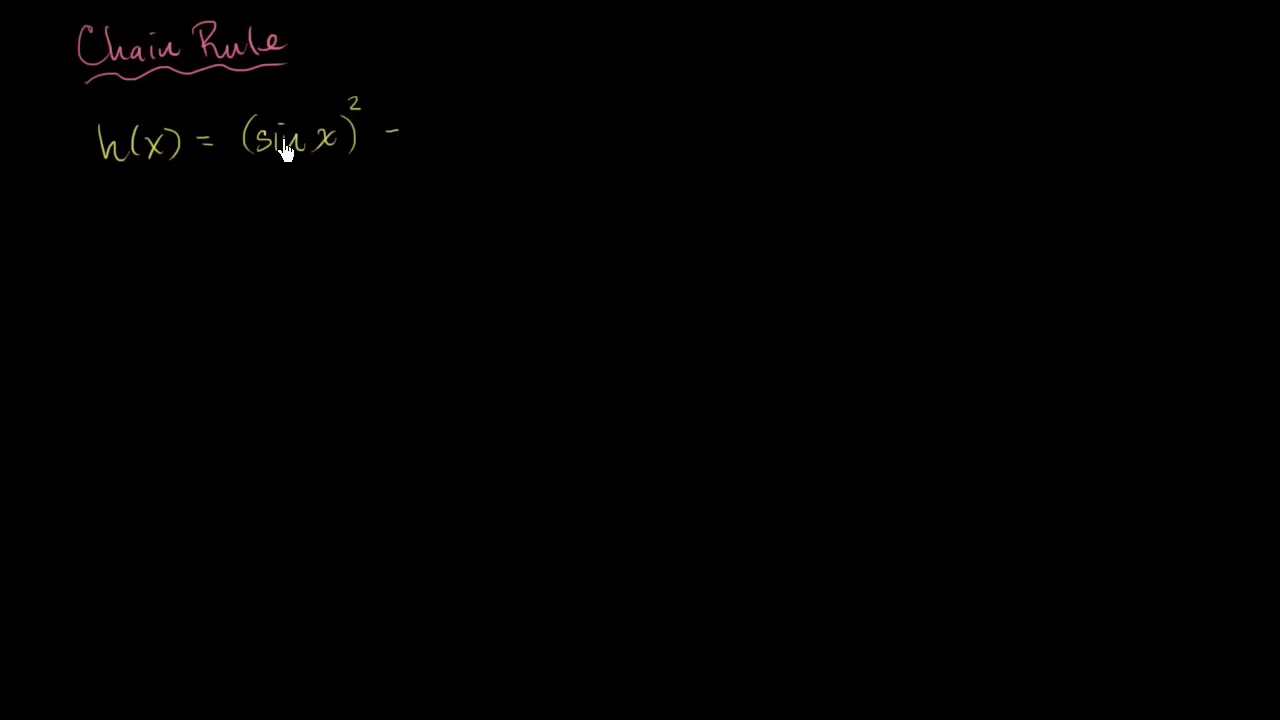 Chain Rule
h(x) = (sin x)² -